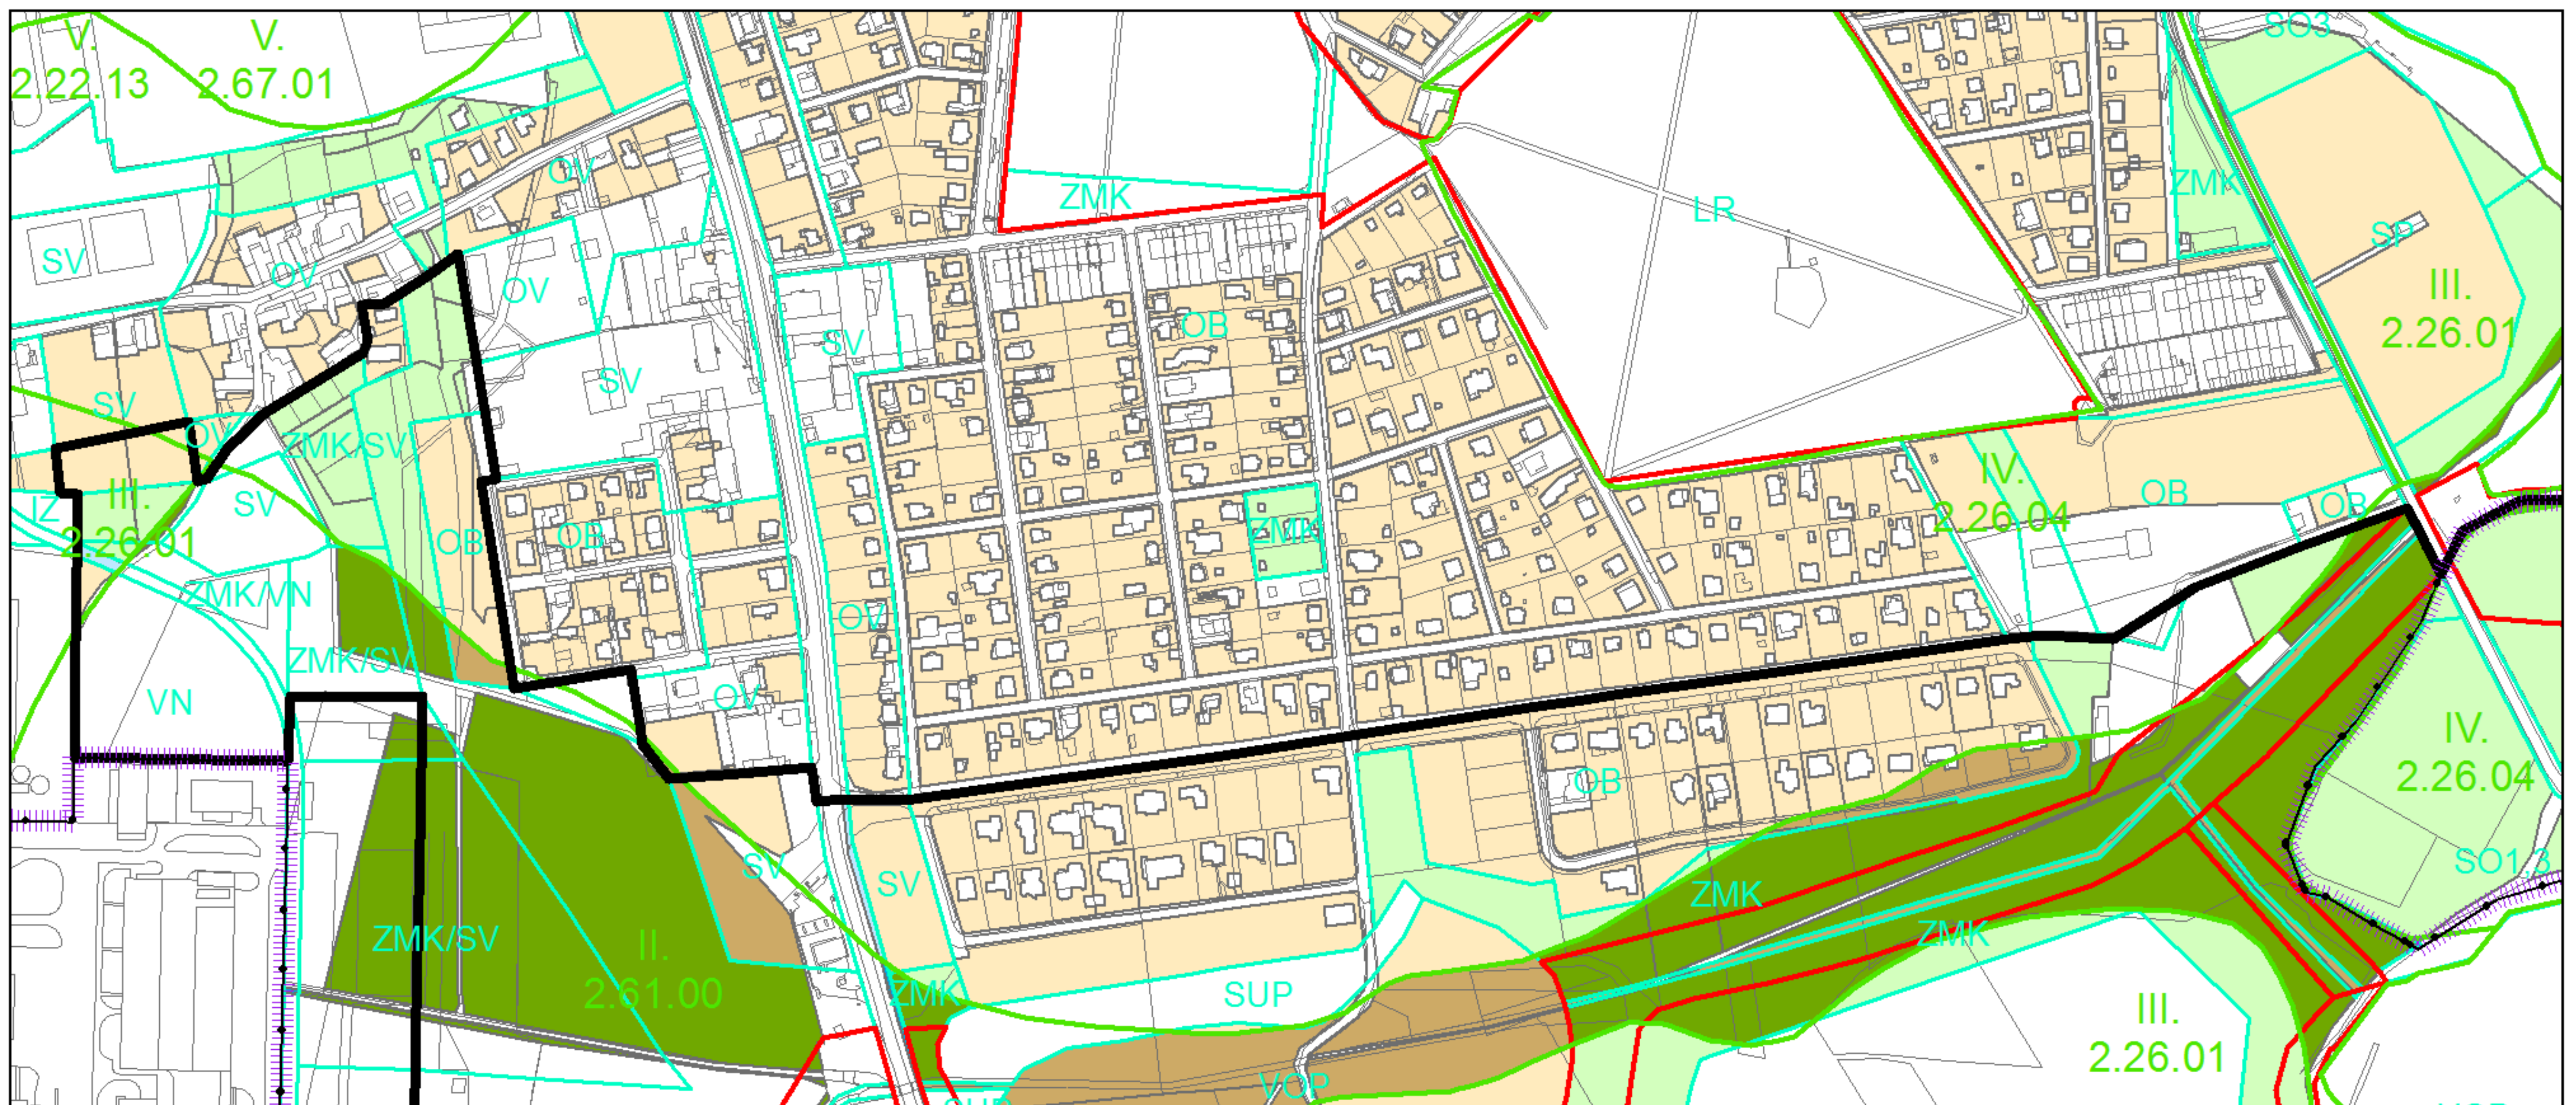 V.
2.22.13
V.
2.67.01
SO3
OV
ZMK
LR
ZMK
SP
SV
OV
OV
III.
2.26.01
OB
SV
SV
SV
OV
ZMK/SV
IV.
2.26.04
OB
OB
IZ
III.
2.26.01
SV
OB
OB
ZMK
ZMK/VN
OV
ZMK/SV
VN
OV
IV.
2.26.04
OB
SV
SV
SO1,3
ZMK
ZMK/SV
II.
2.61.00
ZMK
ZMK
SUP
III.
2.26.01
VOP